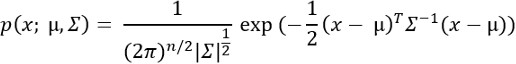 p(x; μ, Σ) = 1 / ((2π)^{n/2} |Σ|^{1/2}) exp (−1/2 (x − μ)^T Σ^{−1} (x − μ))